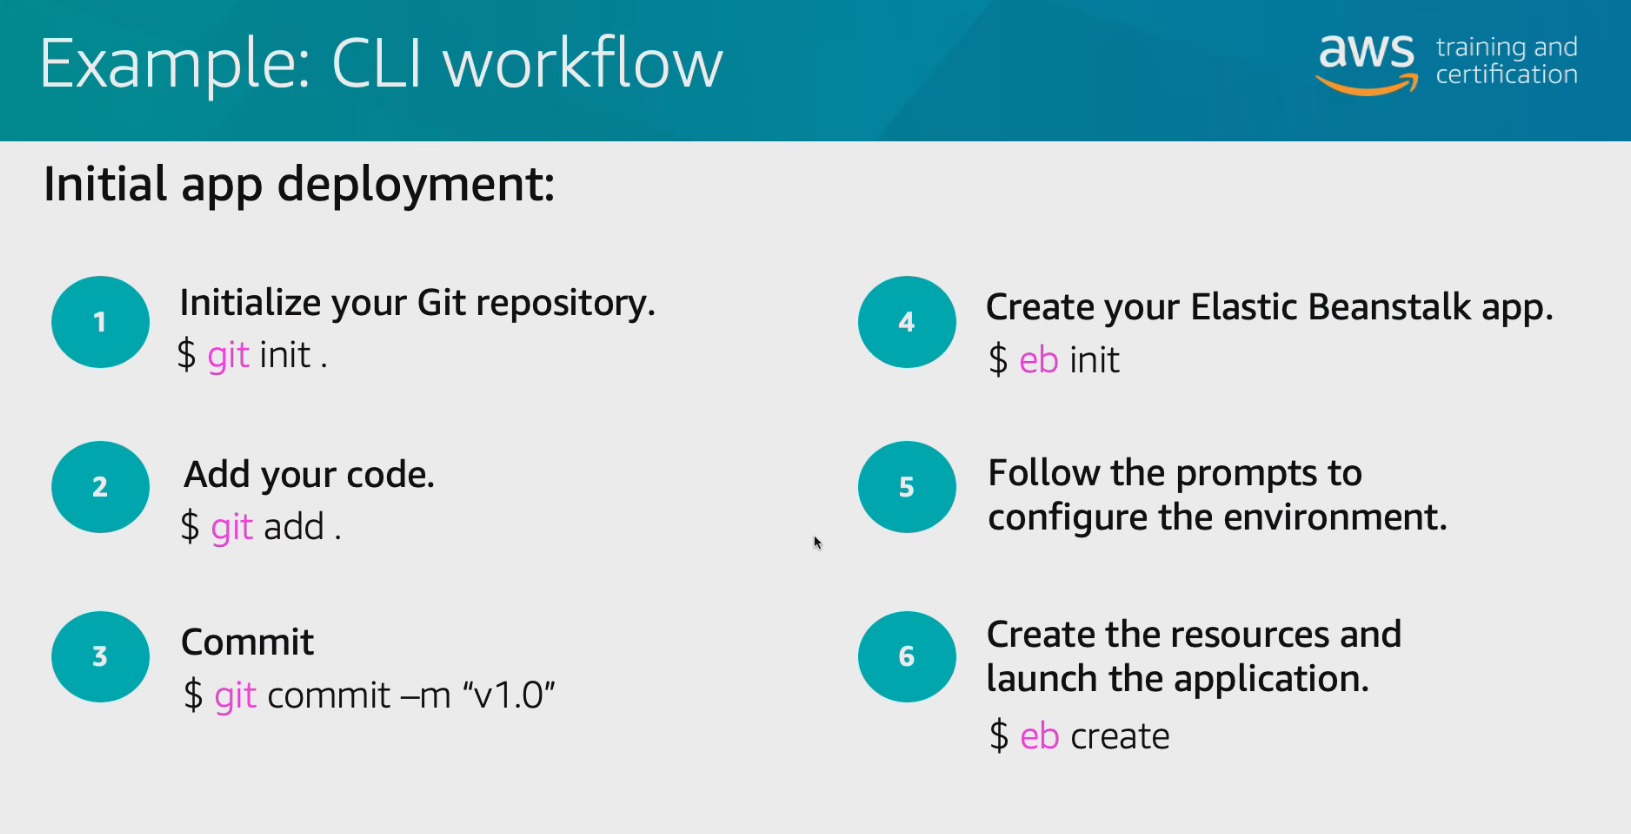 Example: CLI workflow
aws training and
certification
Initial app deployment:
1
Initialize your Git repository.
$ git init .
2
Add your code.
$ git add .
3
Commit
$ git commit –m “v1.0”
4
Create your Elastic Beanstalk app.
$ eb init
5
Follow the prompts to
configure the environment.
6
Create the resources and
launch the application.
$ eb create